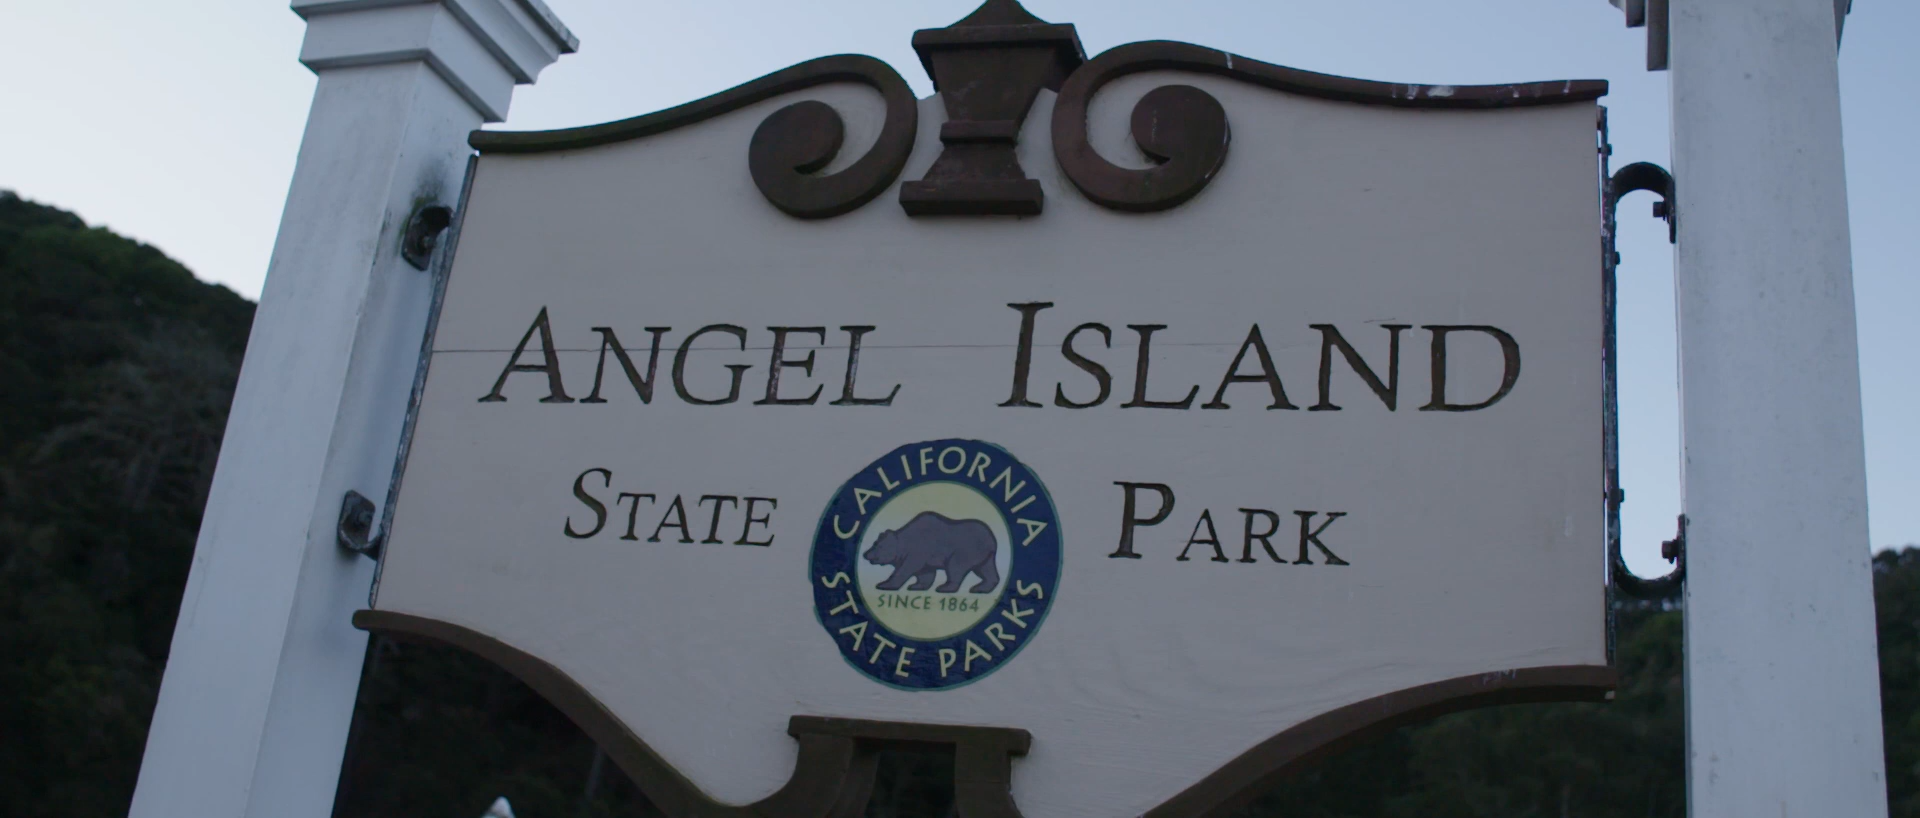 ANGEL ISLAND
STATE PARK
CALIFORNIA
SINCE 1864
STATE PARKS